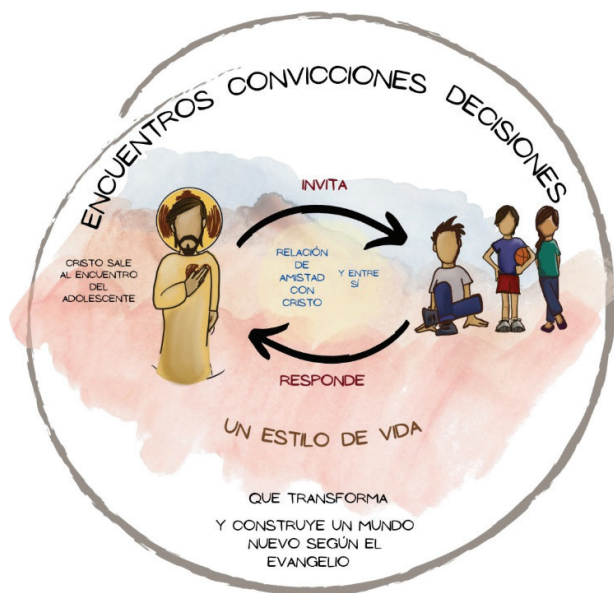 ENCUENTROS CONVICCIONES DECISIONES
INVITA
CRISTO SALE
AL ENCUENTRO
DEL
ADOLESCENTE
RELACIÓN
DE
AMISTAD
CON
CRISTO
Y ENTRE
SÍ
RESPONDE
UN ESTILO DE VIDA
QUE TRANSFORMA
Y CONSTRUYE UN MUNDO
NUEVO SEGÚN EL
EVANGELIO